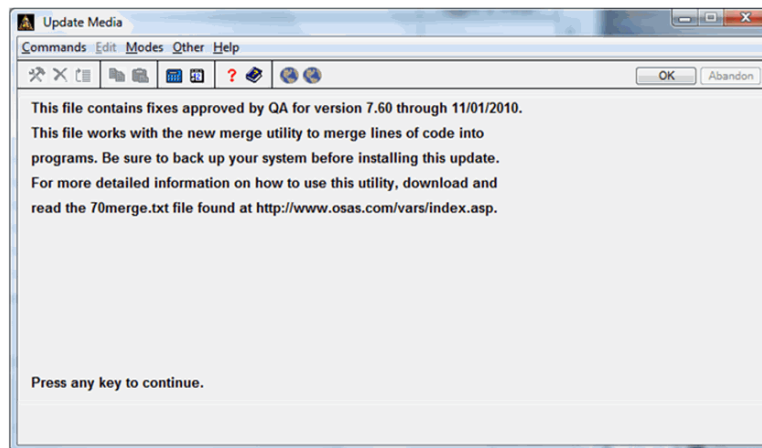 Update Media
Commands Edit Modes Other Help
OK Abandon
This file contains fixes approved by QA for version 7.60 through 11/01/2010.
This file works with the new merge utility to merge lines of code into
programs. Be sure to back up your system before installing this update.
For more detailed information on how to use this utility, download and
read the 70merge.txt file found at http://www.osas.com/vars/index.asp.
Press any key to continue.